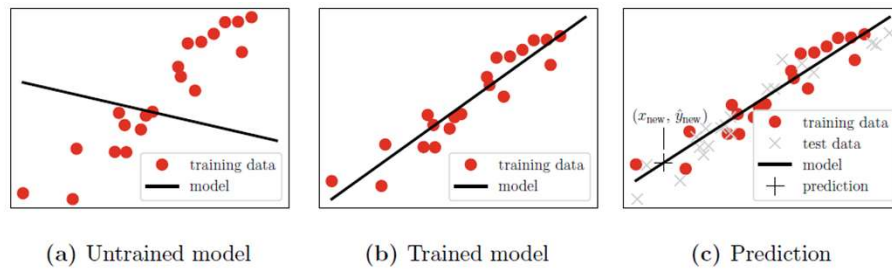 training data
model
training data
model
(x_new, ŷ_new)
training data
test data
model
prediction
(a) Untrained model
(b) Trained model
(c) Prediction